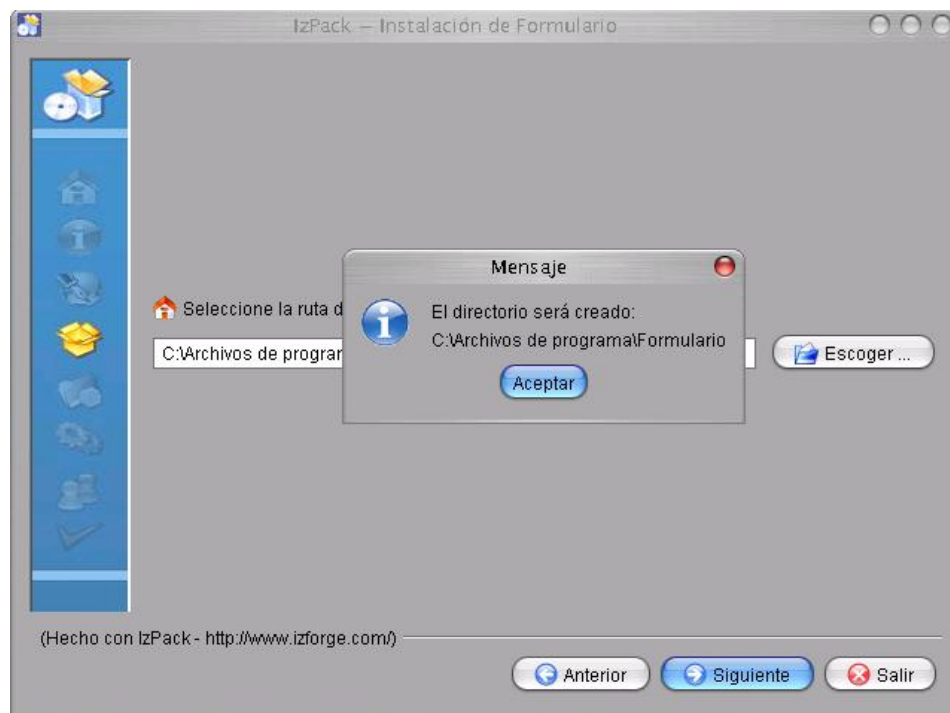 IzPack – Instalación de Formulario
Mensaje
El directorio será creado:
C:\Archivos de programa\Formulario
Aceptar
Seleccione la ruta d
C:\Archivos de prograr
Escoger ...
(Hecho con IzPack - http://www.izforge.com/)
Anterior
Siguiente
Salir